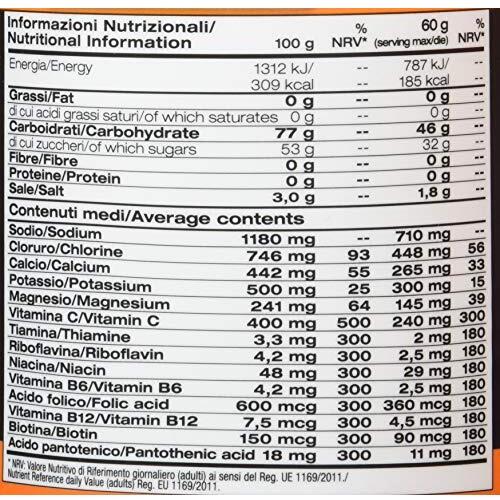 Informazioni Nutrizionali/ % 60 g %
Nutritional Information 100 g NRV* (serving max/die) NRV*
Energia/Energy 1312 kJ/ -- 787 kJ/ --
309 kcal -- 185 kcal --
Grassi/Fat 0 g -- 0 g --
di cui acidi grassi saturi/of which saturates 0 g -- 0 g --
Carboidrati/Carbohydrate 77 g -- 46 g --
di cui zuccheri/of which sugars 53 g -- 32 g --
Fibre/Fibre 0 g -- 0 g --
Proteine/Protein 0 g -- 0 g --
Sale/Salt 3,0 g -- 1,8 g --
Contenuti medi/Average contents
Sodio/Sodium 1180 mg -- 710 mg --
Cloruro/Chlorine 746 mg 93 448 mg 56
Calcio/Calcium 442 mg 55 265 mg 33
Potassio/Potassium 500 mg 25 300 mg 15
Magnesio/Magnesium 241 mg 64 145 mg 39
Vitamina C/Vitamin C 400 mg 500 240 mg 300
Tiamina/Thiamine 3,3 mg 300 2 mg 180
Riboflavina/Riboflavin 4,2 mg 300 2,5 mg 180
Niacina/Niacin 48 mg 300 29 mg 180
Vitamina B6/Vitamin B6 4,2 mg 300 2,5 mg 180
Acido folico/Folic acid 600 mcg 300 360 mcg 180
Vitamina B12/Vitamin B12 7,5 mcg 300 4,5 mcg 180
Biotina/Biotin 150 mcg 300 90 mcg 180
Acido pantotenico/Pantothenic acid 18 mg 300 11 mg 180
* NRV: Valore Nutritivo di Riferimento giornaliero (adulti) ai sensi del Reg. UE 1169/2011./
Nutrient Reference daily Value (adults) Reg. EU 1169/2011.